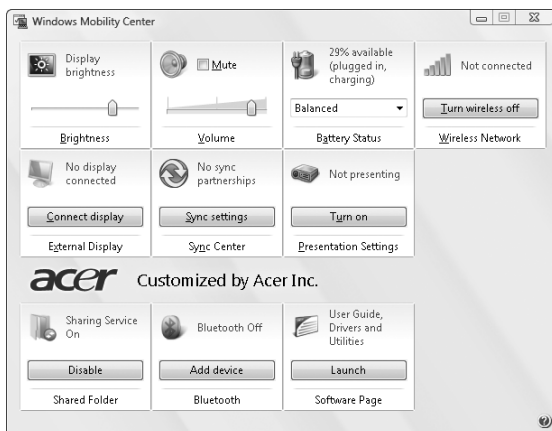 Windows Mobility Center
Display
brightness
Brightness
Mute
Volume
29% available
(plugged in,
charging)
Balanced
Battery Status
Not connected
Turn wireless off
Wireless Network
No display
connected
Connect display
External Display
No sync
partnerships
Sync settings
Sync Center
Not presenting
Turn on
Presentation Settings
acer Customized by Acer Inc.
Sharing Service
On
Disable
Shared Folder
Bluetooth Off
Add device
Bluetooth
User Guide,
Drivers and
Utilities
Launch
Software Page
?